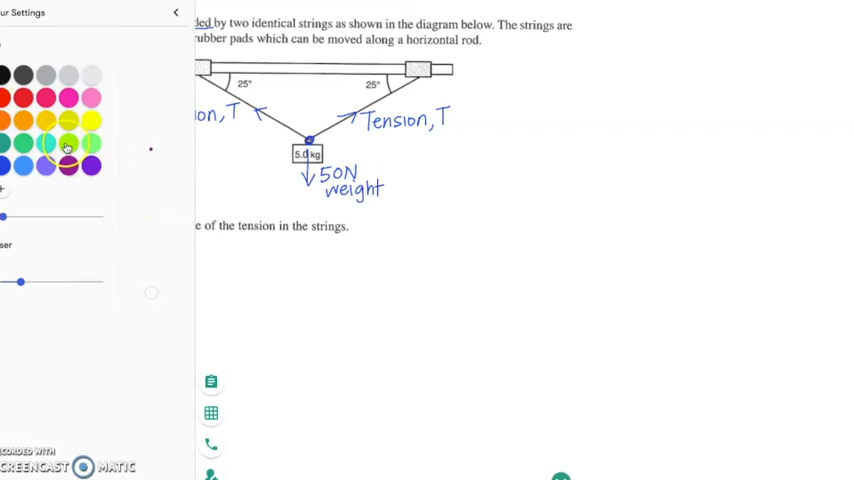 ur Settings
ded by two identical strings as shown in the diagram below. The strings are
rubber pads which can be moved along a horizontal rod.
25°
25°
ion, T
Tension, T
5.0 kg
50N
weight
e of the tension in the strings.
ser
RECORDED WITH
SCREENCAST MATIC